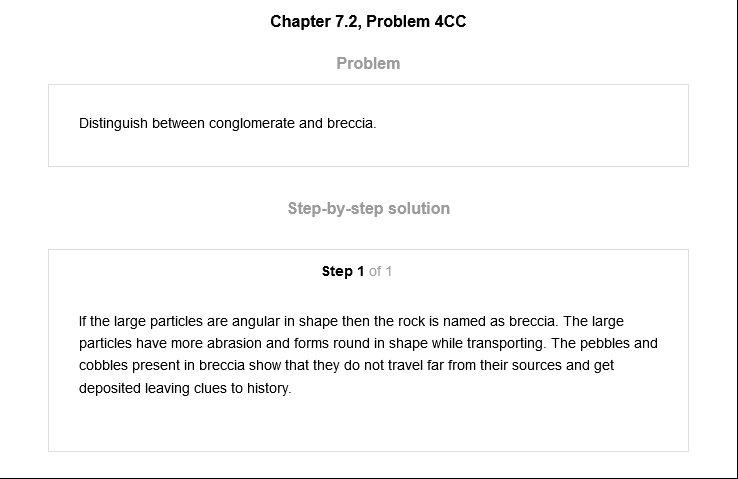 Chapter 7.2, Problem 4CC
Problem
Distinguish between conglomerate and breccia.
Step-by-step solution
Step 1 of 1
If the large particles are angular in shape then the rock is named as breccia. The large
particles have more abrasion and forms round in shape while transporting. The pebbles and
cobbles present in breccia show that they do not travel far from their sources and get
deposited leaving clues to history.